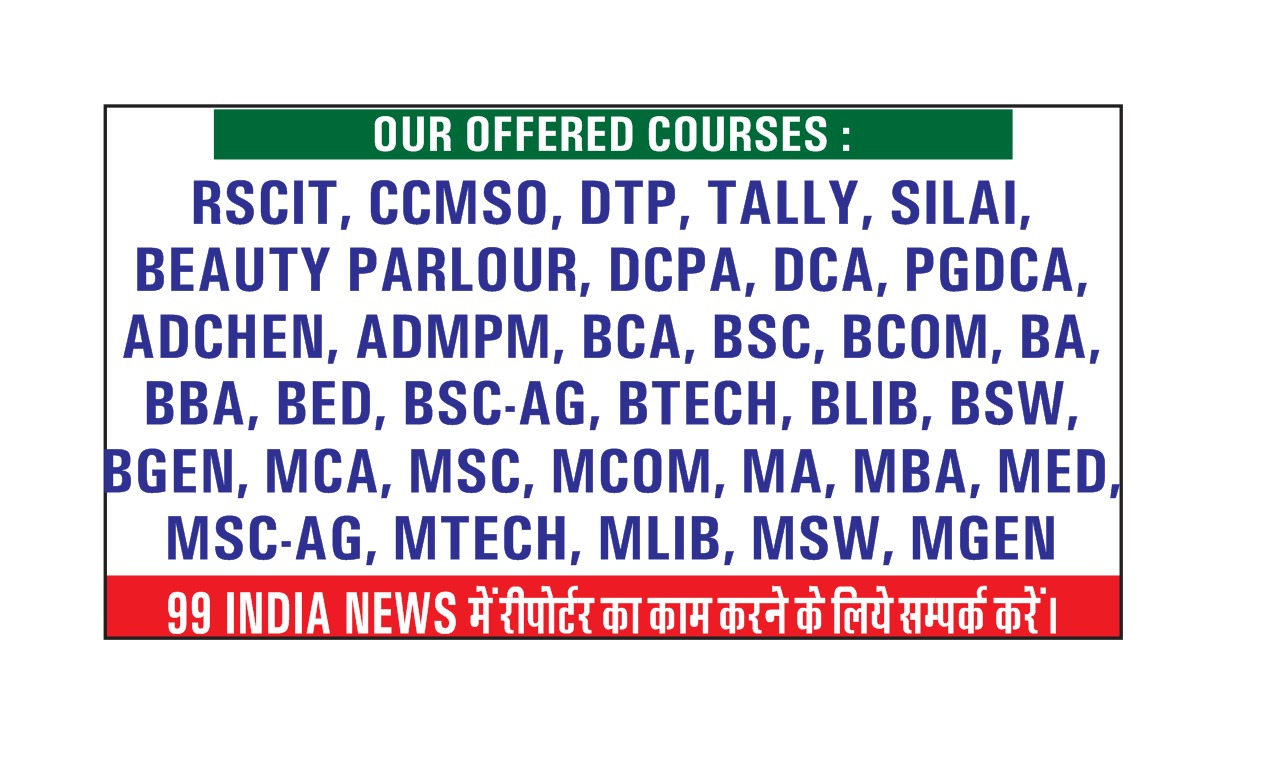 OUR OFFERED COURSES :
RSCIT, CCMSO, DTP, TALLY, SILAI,
BEAUTY PARLOUR, DCPA, DCA, PGDCA,
ADCHEN, ADMPM, BCA, BSC, BCOM, BA,
BBA, BED, BSC-AG, BTECH, BLIB, BSW,
BGEN, MCA, MSC, MCOM, MA, MBA, MED,
MSC-AG, MTECH, MLIB, MSW, MGEN
99 INDIA NEWS में रीपोर्टर का काम करने के लिये सम्पर्क करें।